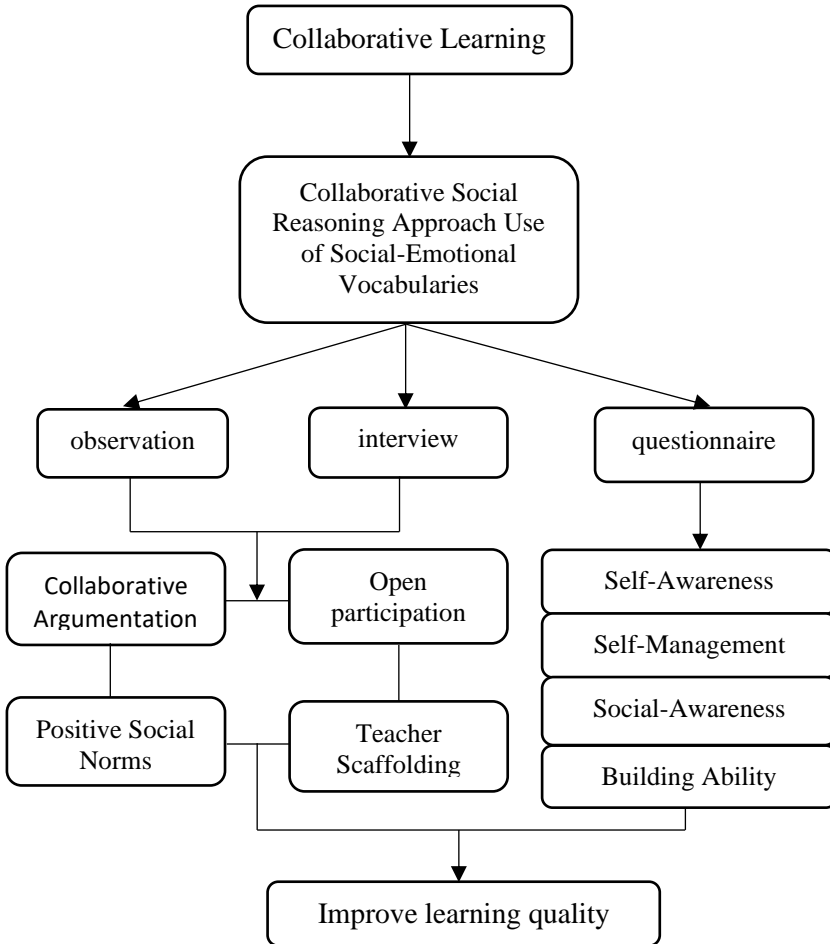 Collaborative Learning
Collaborative Social
Reasoning Approach Use
of Social-Emotional
Vocabularies
observation
interview
questionnaire
Collaborative
Argumentation
Open
participation
Self-Awareness
Self-Management
Social-Awareness
Building Ability
Positive Social
Norms
Teacher
Scaffolding
Improve learning quality